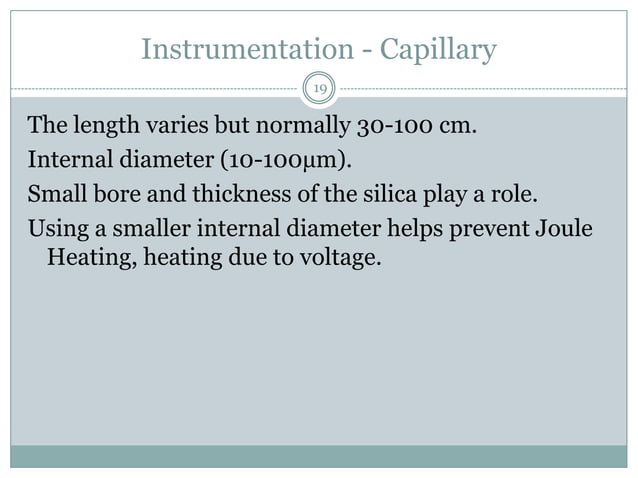 Instrumentation - Capillary
19
The length varies but normally 30-100 cm.
Internal diameter (10-100μm).
Small bore and thickness of the silica play a role.
Using a smaller internal diameter helps prevent Joule
Heating, heating due to voltage.